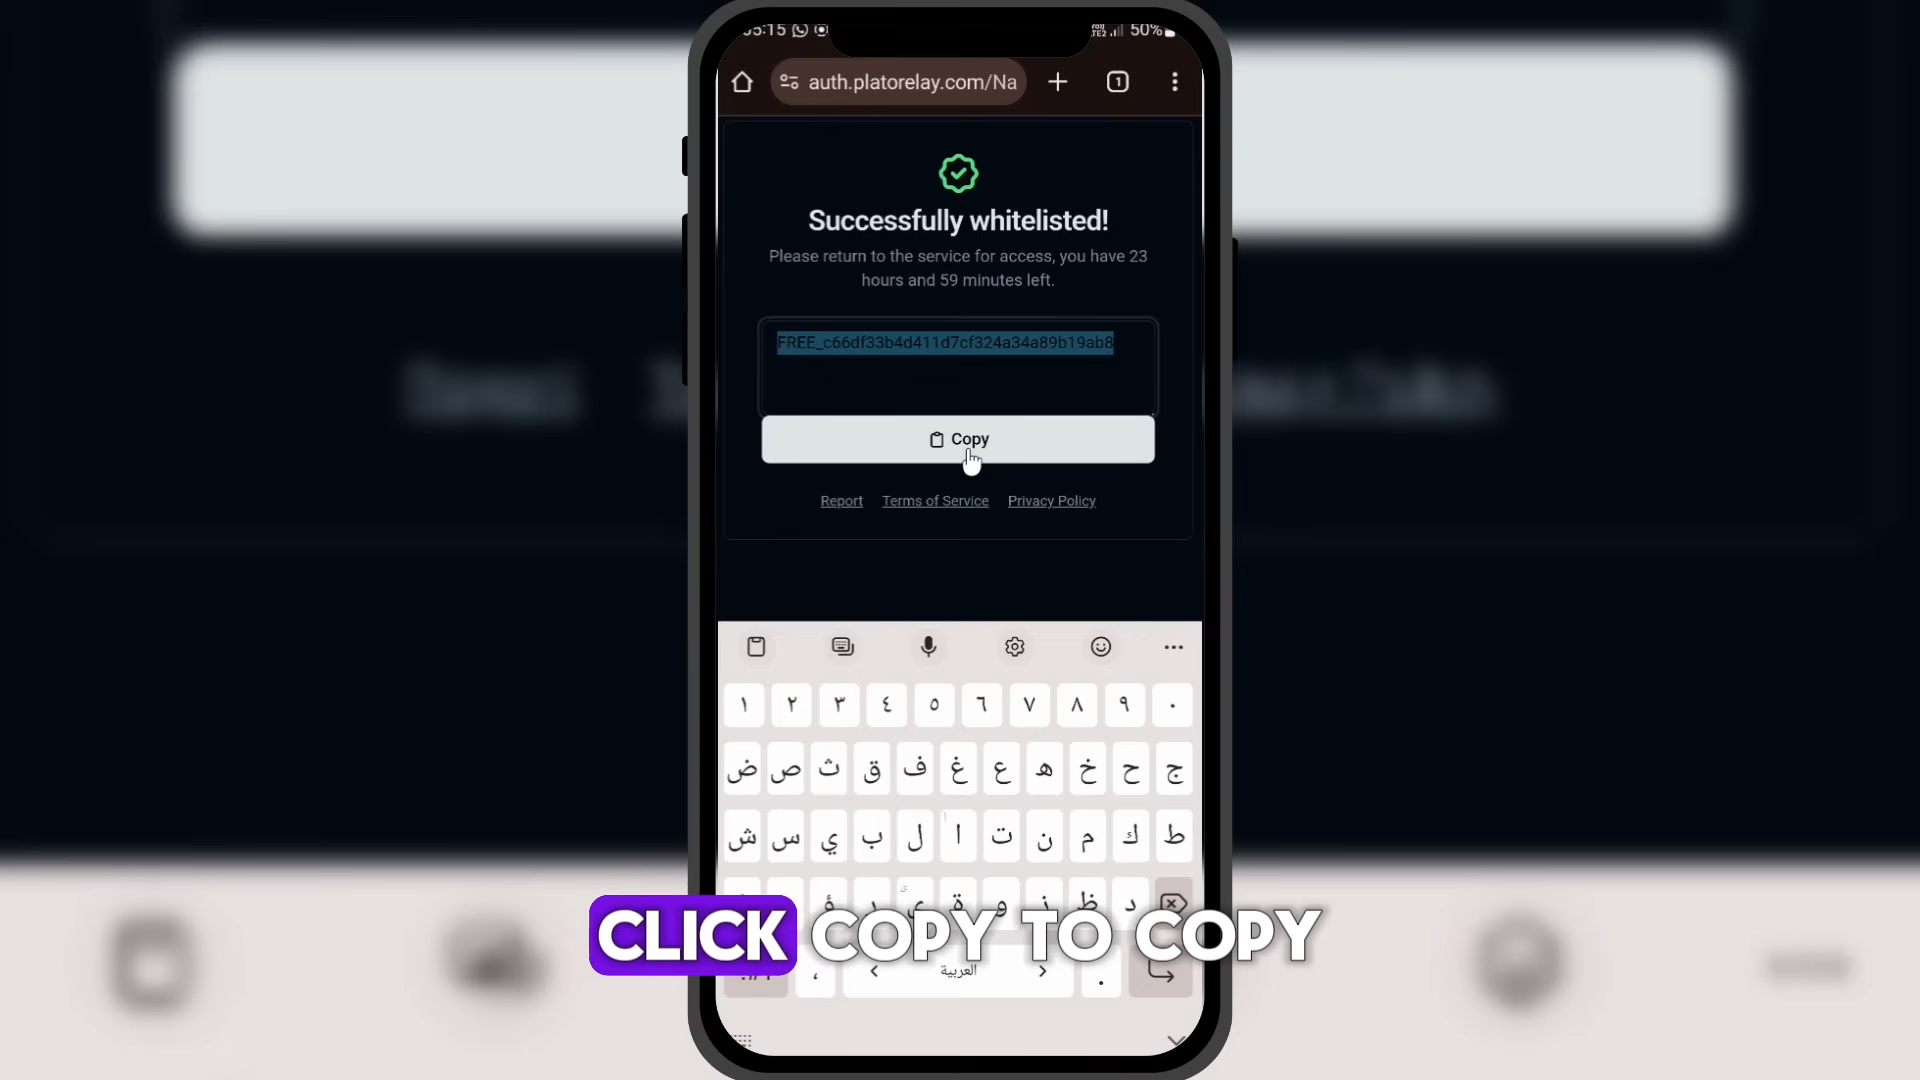 05:15 50%
auth.platorelay.com/Na 1
Successfully whitelisted!
Please return to the service for access, you have 23
hours and 59 minutes left.
FREE_c66df33b4d411d7cf324a34a89b19ab8
Copy
Report Terms of Service Privacy Policy
١ ٢ ٣ ٤ ٥ ٦ ٧ ٨ ٩ ٠
ض ص ث ق ف غ ع ه خ ح ج
ش س ي ب ل ا ت ن م ك ط
ؤ ر ى ة و ز ظ د
CLICK COPY TO COPY
، العربية .